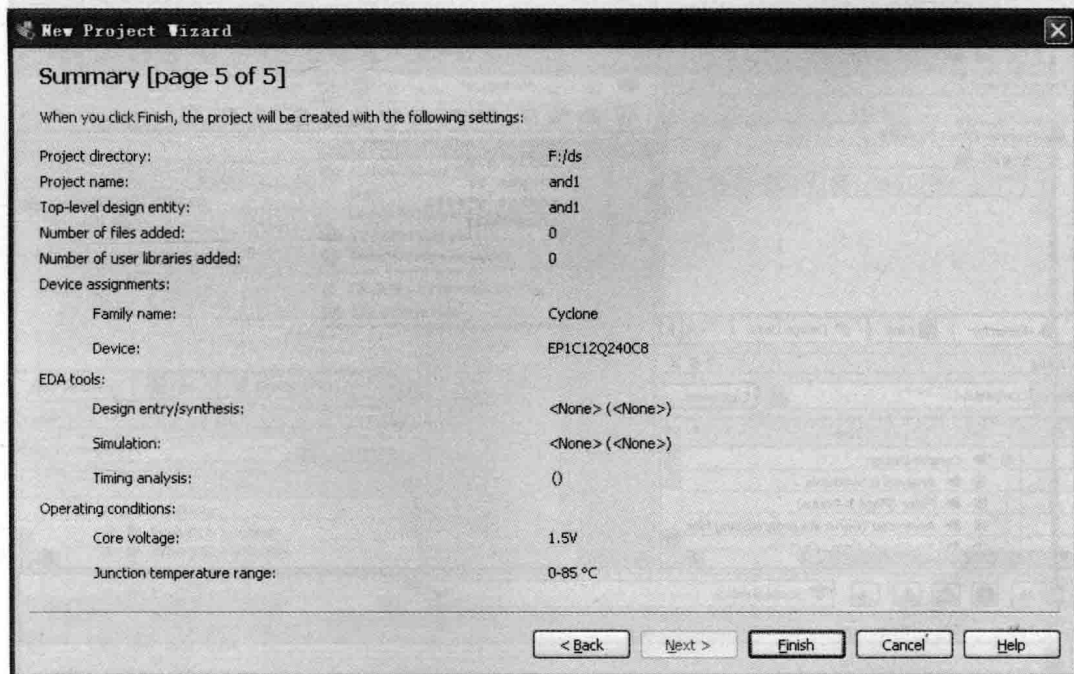 New Project Wizard
Summary [page 5 of 5]
When you click Finish, the project will be created with the following settings:
Project directory: F:/ds
Project name: and1
Top-level design entity: and1
Number of files added: 0
Number of user libraries added: 0
Device assignments:
Family name: Cyclone
Device: EP1C12Q240C8
EDA tools:
Design entry/synthesis: <None> (<None>)
Simulation: <None> (<None>)
Timing analysis: ()
Operating conditions:
Core voltage: 1.5V
Junction temperature range: 0-85 °C
< Back Next > Finish Cancel Help